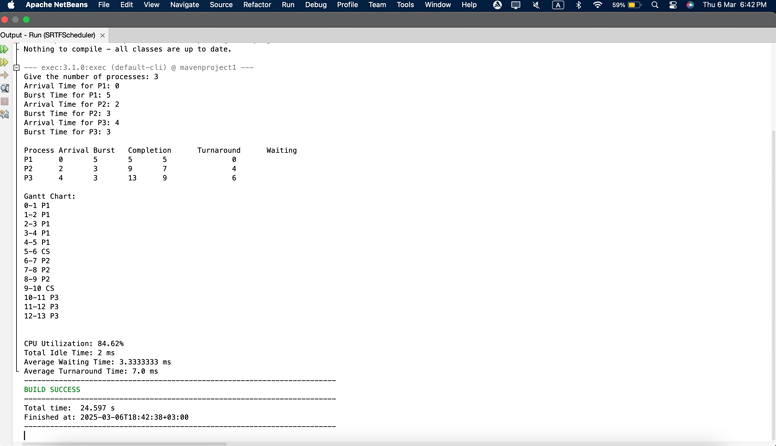 Apache NetBeans File Edit View Navigate Source Refactor Run Debug Profile Team Tools Window Help A 59% Thu 6 Mar 6:42 PM
Output - Run (SRTFScheduler) ×
Nothing to compile - all classes are up to date.
--- exec:3.1.0:exec (default-cli) @ mavenproject1 ---
Give the number of processes: 3
Arrival Time for P1: 0
Burst Time for P1: 5
Arrival Time for P2: 2
Burst Time for P2: 3
Arrival Time for P3: 4
Burst Time for P3: 3
Process Arrival Burst Completion Turnaround Waiting
P1 0 5 5 5 0
P2 2 3 9 7 4
P3 4 3 13 9 6
Gantt Chart:
0-1 P1
1-2 P1
2-3 P1
3-4 P1
4-5 P1
5-6 CS
6-7 P2
7-8 P2
8-9 P2
9-10 CS
10-11 P3
11-12 P3
12-13 P3
CPU Utilization: 84.62%
Total Idle Time: 2 ms
Average Waiting Time: 3.3333333 ms
Average Turnaround Time: 7.0 ms
------------------------------------------------------------------------
BUILD SUCCESS
------------------------------------------------------------------------
Total time: 24.597 s
Finished at: 2025-03-06T18:42:38+03:00
------------------------------------------------------------------------